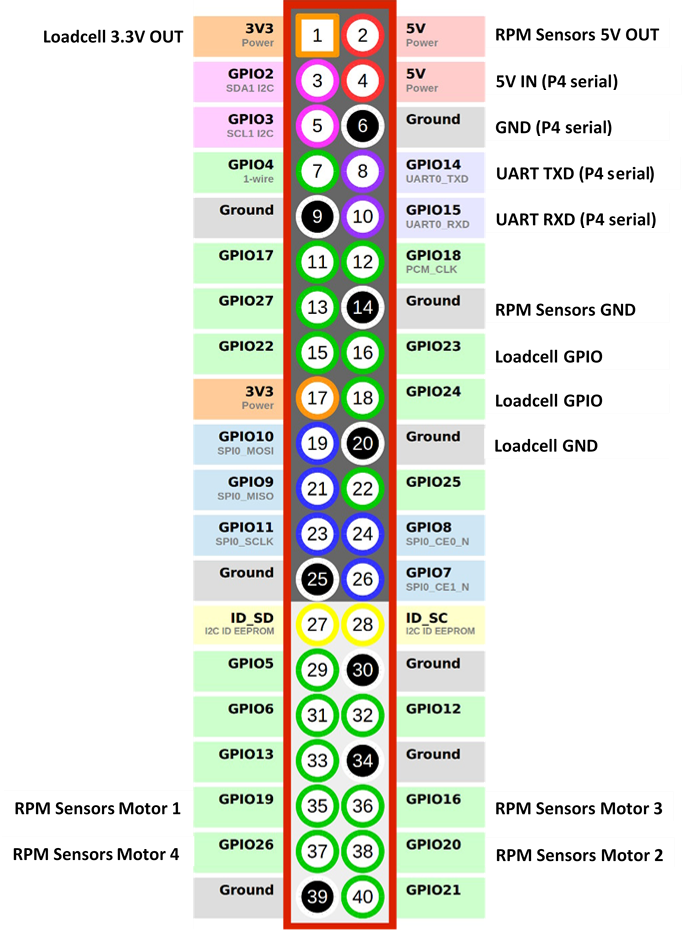 Loadcell 3.3V OUT 3V3 1 2 5V RPM Sensors 5V OUT
Power Power
GPIO2 3 4 5V 5V IN (P4 serial)
SDA1 I2C Power
GPIO3 5 6 Ground GND (P4 serial)
SCL1 I2C
GPIO4 7 8 GPIO14 UART TXD (P4 serial)
1-wire UART0_TXD
Ground 9 10 GPIO15 UART RXD (P4 serial)
UART0_RXD
GPIO17 11 12 GPIO18
PCM_CLK
GPIO27 13 14 Ground RPM Sensors GND
GPIO22 15 16 GPIO23 Loadcell GPIO
3V3 17 18 GPIO24 Loadcell GPIO
Power
GPIO10 19 20 Ground Loadcell GND
SPI0_MOSI
GPIO9 21 22 GPIO25
SPI0_MISO
GPIO11 23 24 GPIO8
SPI0_SCLK SPI0_CE0_N
Ground 25 26 GPIO7
SPI0_CE1_N
ID_SD 27 28 ID_SC
I2C ID EEPROM I2C ID EEPROM
GPIO5 29 30 Ground
GPIO6 31 32 GPIO12
GPIO13 33 34 Ground
RPM Sensors Motor 1 GPIO19 35 36 GPIO16 RPM Sensors Motor 3
RPM Sensors Motor 4 GPIO26 37 38 GPIO20 RPM Sensors Motor 2
Ground 39 40 GPIO21